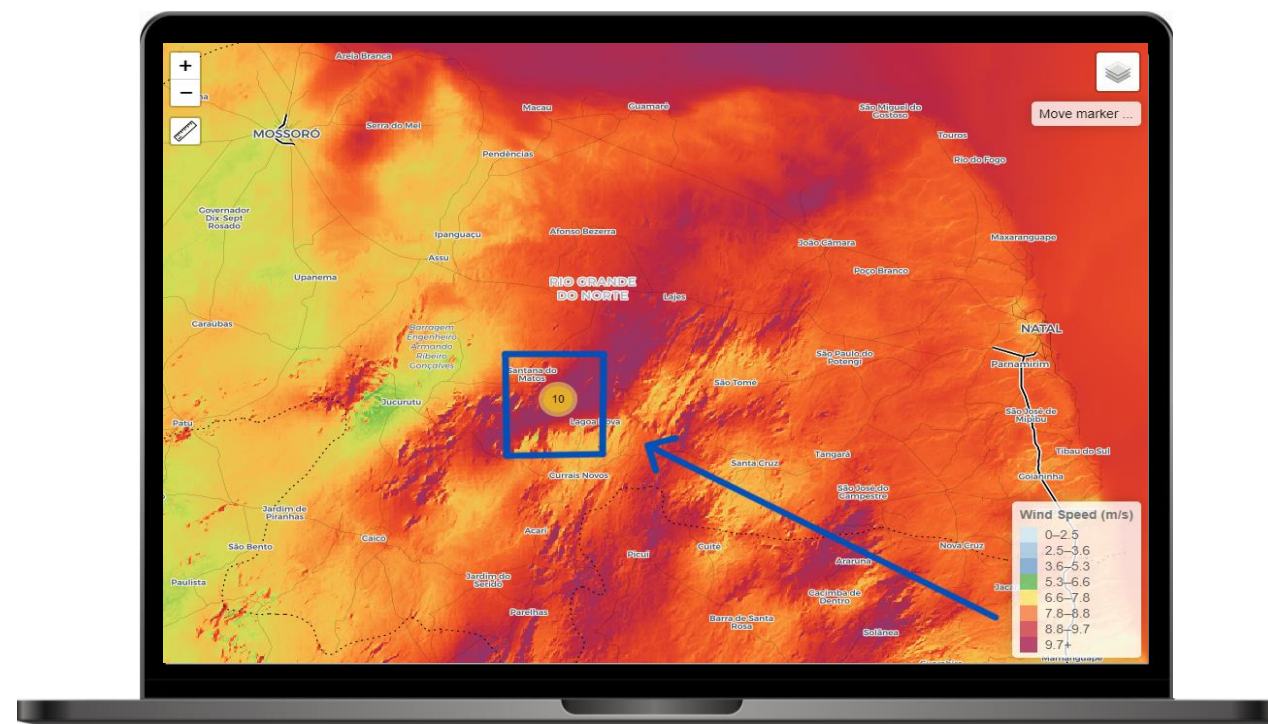 +
Areia Branca
Move marker ...
−
Macau
Guamaré
São Miguel do
Gostoso
MOSSORÓ
Serra do Mel
Touros
Pendências
Rio do Fogo
Governador
Dix-Sept
Rosado
Ipanguaçu
Afonso Bezerra
João Câmara
Maxaranguape
Assu
Upanema
Poço Branco
RIO GRANDE
DO NORTE
Lajes
Caraúbas
Barragem
Engenheiro
Armando
Ribeiro
Gonçalves
NATAL
São Paulo do
Potengi
Parnamirim
Santana do
Matos
São Tomé
10
Jucurutu
São José de
Mipibu
Patu
Lagoa Nova
Tibau do Sul
Tangará
Santa Cruz
Currais Novos
Goianinha
São José do
Campestre
Jardim de
Piranhas
Wind Speed (m/s)
0–2.5
2.5–3.6
3.6–5.3
5.3–6.6
6.6–7.8
7.8–8.8
8.8–9.7
9.7+
Acari
Caicó
São Bento
Picuí
Cuité
Nova Cruz
Araruna
Jardim do
Seridó
Paulista
Cacimba de
Dentro
Parelhas
Barra de Santa
Rosa
Solânea
Mamanguape